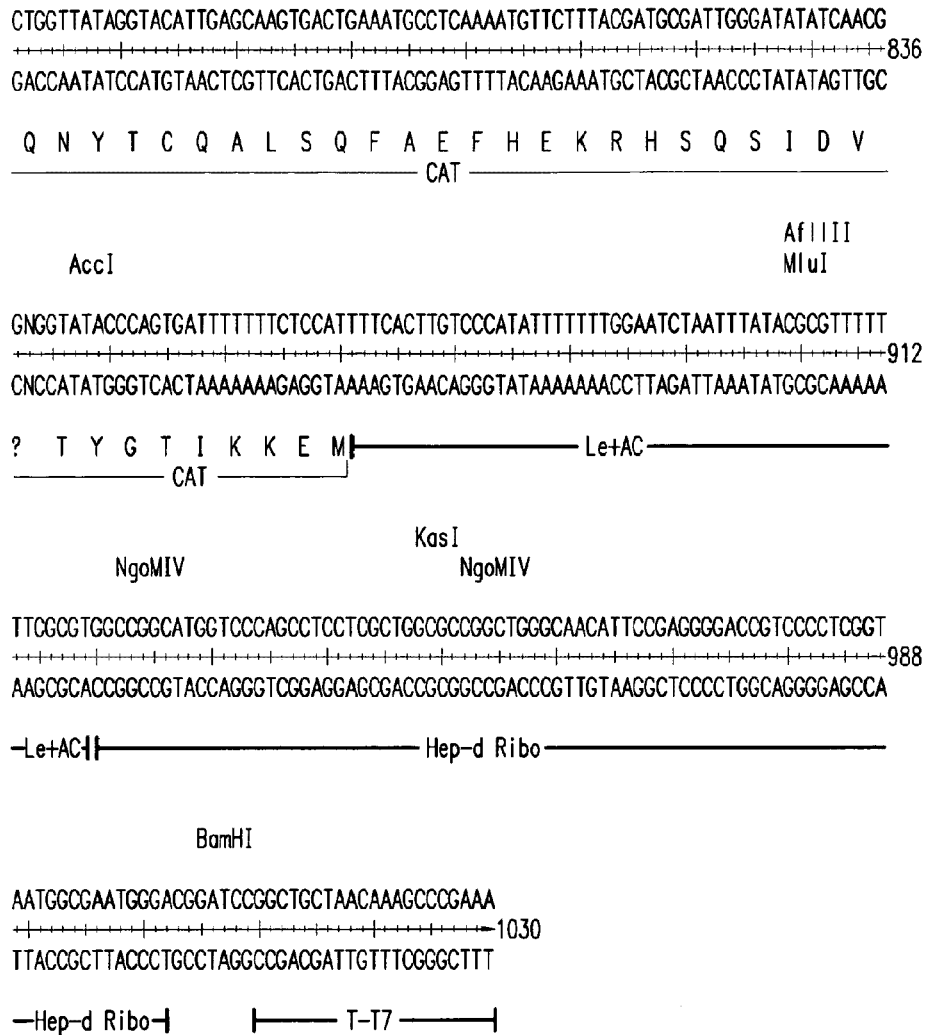 CTGGTTATAGGTACATTGAGCAAGTGACTGAAATGCCTCAAAATGTTCTTTACGATGCGATTGGGATATATCAACG
836
GACCAATATCCATGTAACTCGTTCACTGACTTTACGGAGTTTTACAAGAAATGCTACGCTAACCCTATATAGTTGC
Q N Y T C Q A L S Q F A E F H E K R H S Q S I D V
CAT
AflIII
AccI MluI
GNGGTATACCCAGTGATTTTTTTCTCCATTTTCACTTGTCCCATATTTTTTTGGAATCTAATTTATACGCGTTTTT
912
CNCCATATGGGTCACTAAAAAAAGAGGTAAAAGTGAACAGGGTATAAAAAAACCTTAGATTAAATATGCGCAAAAA
? T Y G T I K K E M Le+AC
CAT
KasI
NgoMIV NgoMIV
TTCGCGTGGCCGGCATGGTCCCAGCCTCCTCGCTGGCGCCGGCTGGGCAACATTCCGAGGGGACCGTCCCCTCGGT
988
AAGCGCACCGGCCGTACCAGGGTCGGAGGAGCGACCGCGGCCGACCCGTTGTAAGGCTCCCCTGGCAGGGGAGCCA
Le+AC Hep-d Ribo
BamHI
AATGGCGAATGGGACGGATCCGGCTGCTAACAAAGCCCGAAA
1030
TTACCGCTTACCCTGCCTAGGCCGACGATTGTTTCGGGCTTT
Hep-d Ribo T-T7